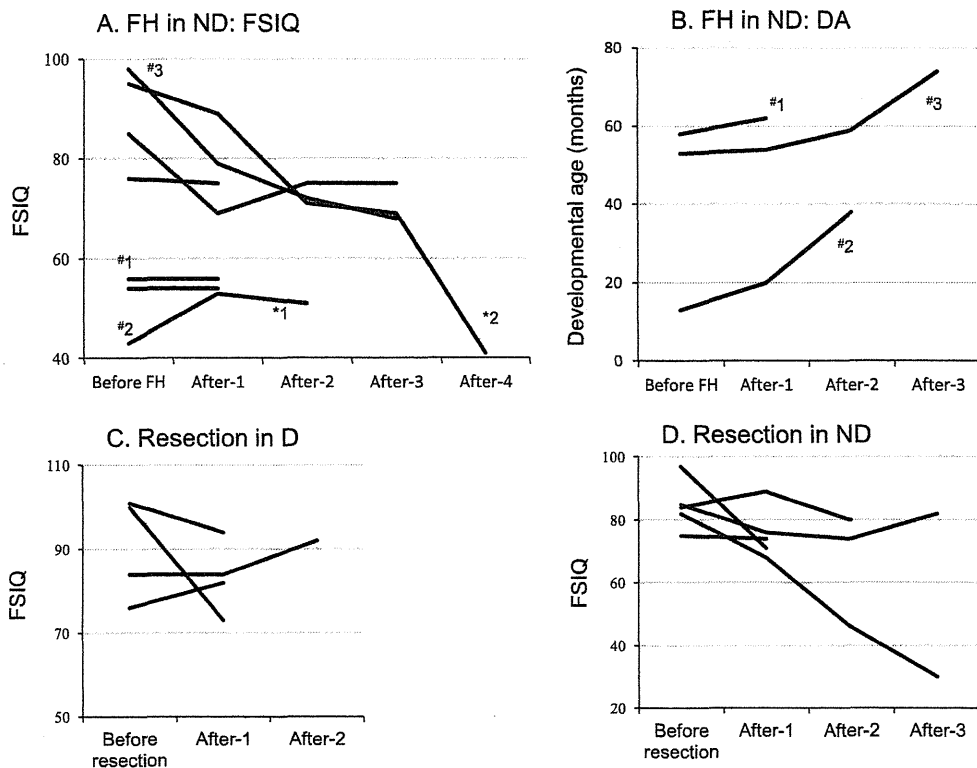 A. FH in ND: FSIQ
100
80
60
40
FSIQ
#3
#1
#2
*1
*2
Before FH After-1 After-2 After-3 After-4
B. FH in ND: DA
80
60
40
20
0
Developmental age (months)
#1
#3
#2
Before FH After-1 After-2 After-3
C. Resection in D
110
90
70
50
FSIQ
Before After-1 After-2
resection
D. Resection in ND
100
80
60
40
20
FSIQ
Before After-1 After-2 After-3
resection